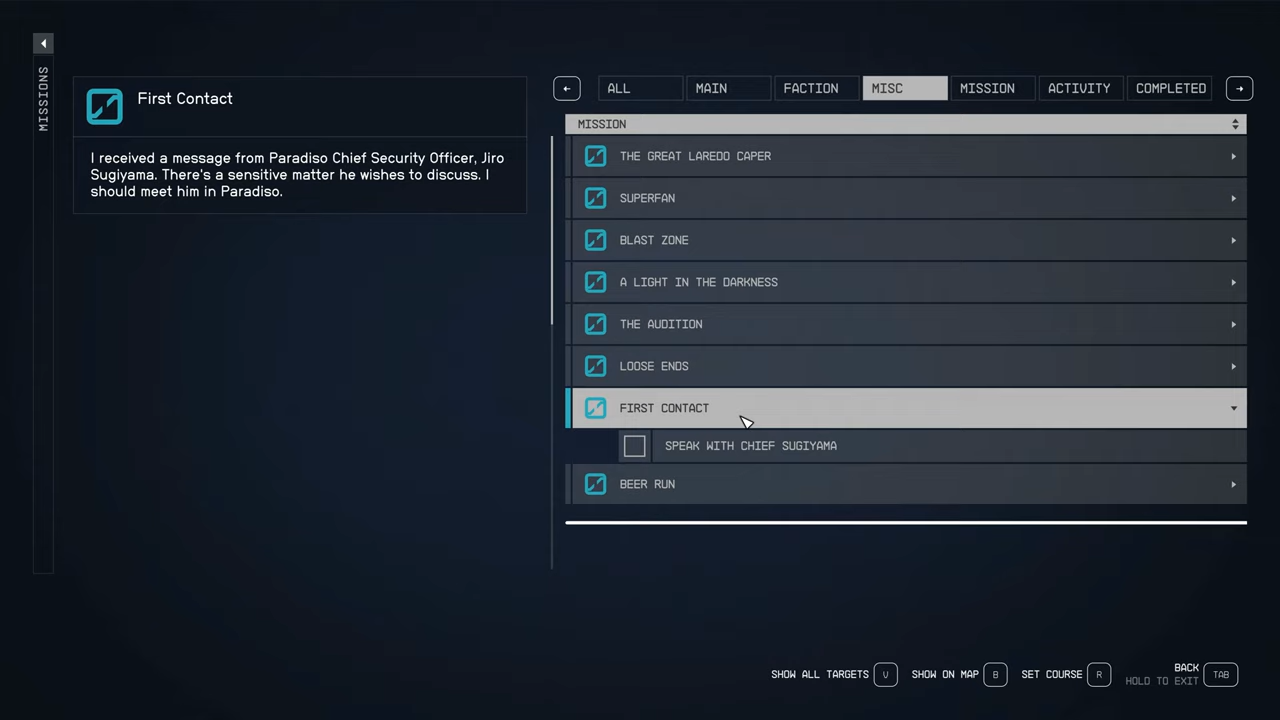 MISSIONS
First Contact
I received a message from Paradiso Chief Security Officer, Jiro
Sugiyama. There's a sensitive matter he wishes to discuss. I
should meet him in Paradiso.
ALL
MAIN
FACTION
MISC
MISSION
ACTIVITY
COMPLETED
MISSION
THE GREAT LAREDO CAPER
SUPERFAN
BLAST ZONE
A LIGHT IN THE DARKNESS
THE AUDITION
LOOSE ENDS
FIRST CONTACT
SPEAK WITH CHIEF SUGIYAMA
BEER RUN
SHOW ALL TARGETS V
SHOW ON MAP B
SET COURSE R
BACK
HOLD TO EXIT
TAB